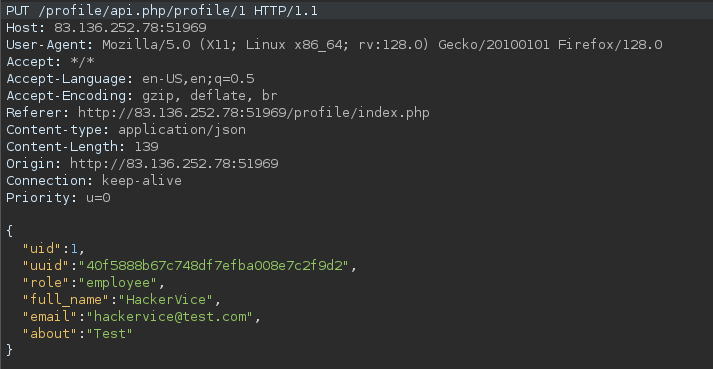 PUT /profile/api.php/profile/1 HTTP/1.1
Host: 83.136.252.78:51969
User-Agent: Mozilla/5.0 (X11; Linux x86_64; rv:128.0) Gecko/20100101 Firefox/128.0
Accept: */*
Accept-Language: en-US,en;q=0.5
Accept-Encoding: gzip, deflate, br
Referer: http://83.136.252.78:51969/profile/index.php
Content-type: application/json
Content-Length: 139
Origin: http://83.136.252.78:51969
Connection: keep-alive
Priority: u=0
{
"uid":1,
"uuid":"40f5888b67c748df7efba008e7c2f9d2",
"role":"employee",
"full_name":"HackerVice",
"email":"hackervice@test.com",
"about":"Test"
}